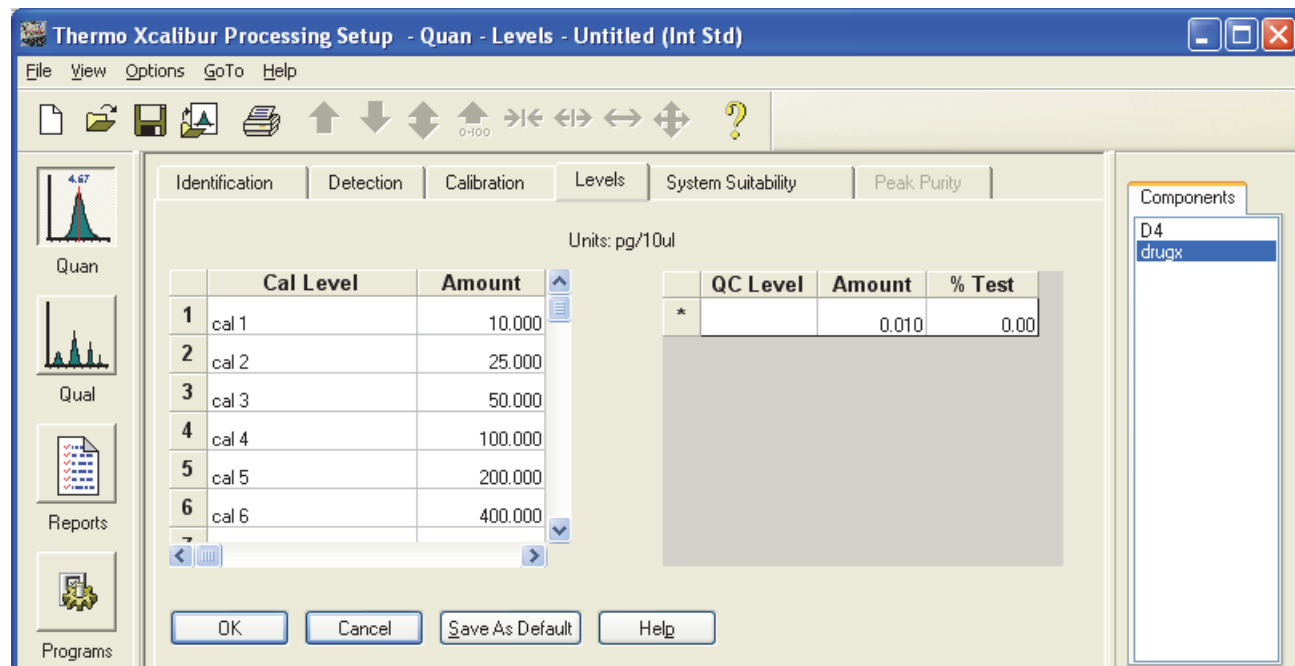 Thermo Xcalibur Processing Setup - Quan - Levels - Untitled (Int Std)
File View Options GoTo Help
0-100
4.67
Quan
Qual
Reports
Programs
Identification Detection Calibration Levels System Suitability Peak Purity
Units: pg/10ul
Cal Level Amount
1 cal 1 10.000
2 cal 2 25.000
3 cal 3 50.000
4 cal 4 100.000
5 cal 5 200.000
6 cal 6 400.000
QC Level Amount % Test
* 0.010 0.00
OK Cancel Save As Default Help
Components
D4
drugx